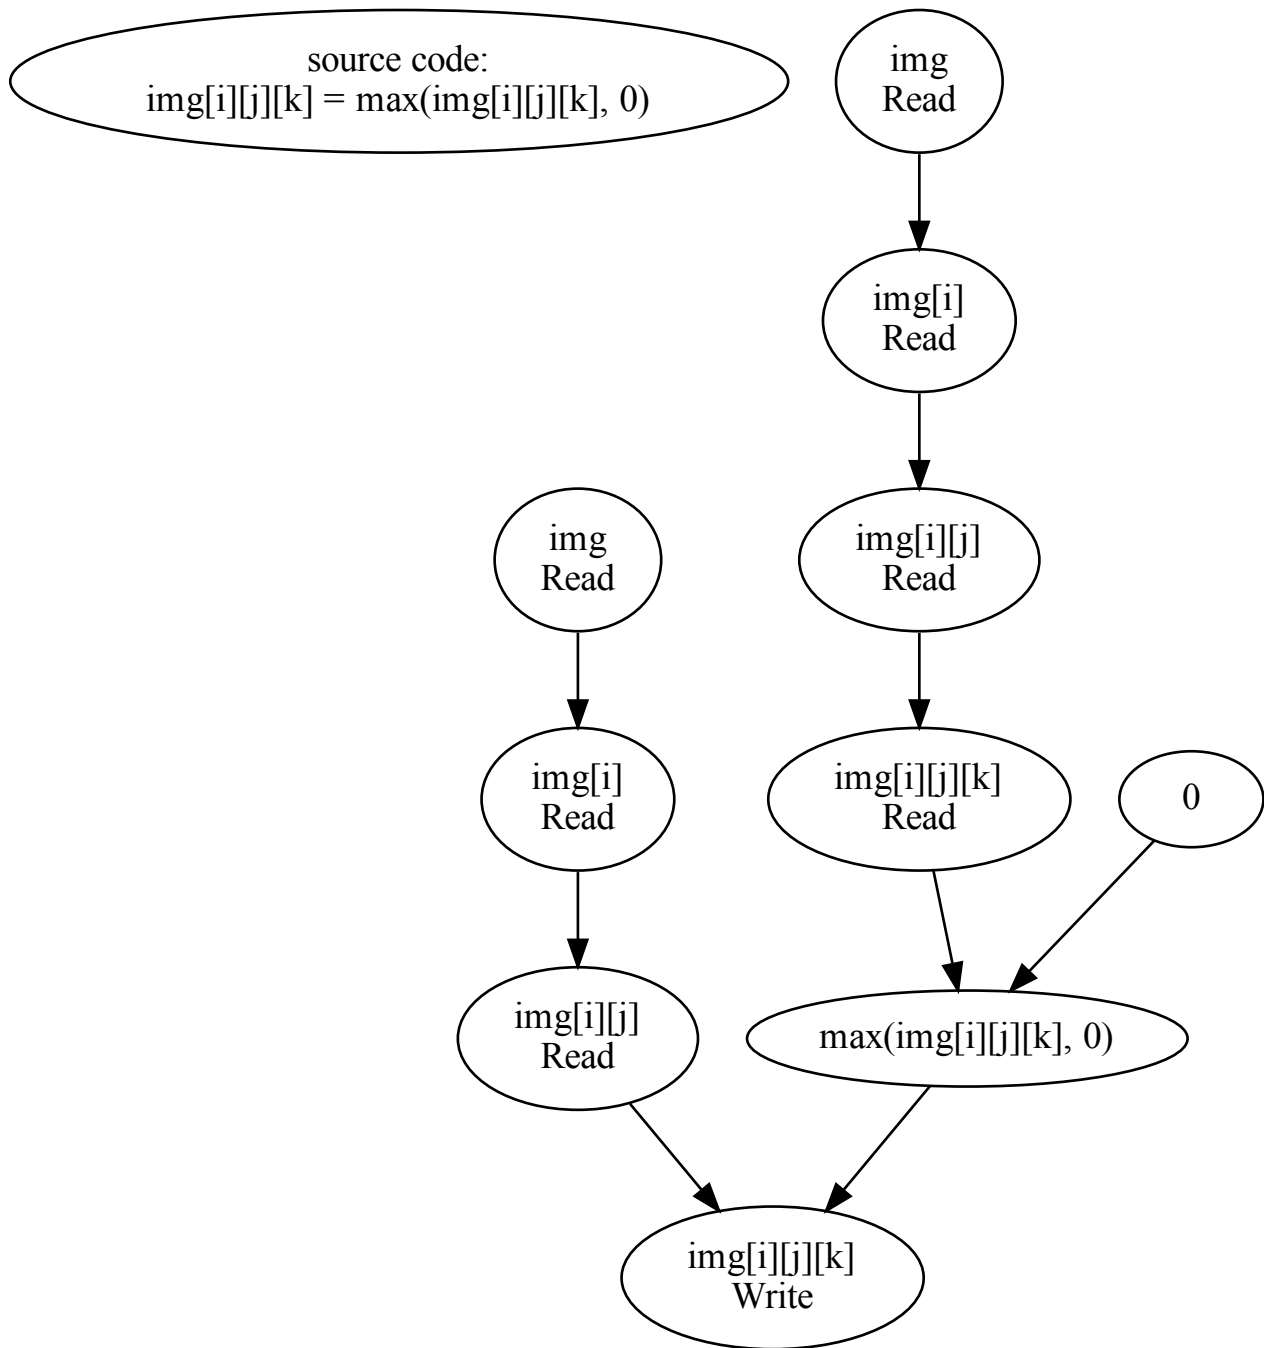 source code:
img[i][j][k] = max(img[i][j][k], 0)
img
Read
img[i]
Read
img
Read
img[i][j]
Read
img[i]
Read
img[i][j][k]
Read
0
img[i][j]
Read
max(img[i][j][k], 0)
img[i][j][k]
Write